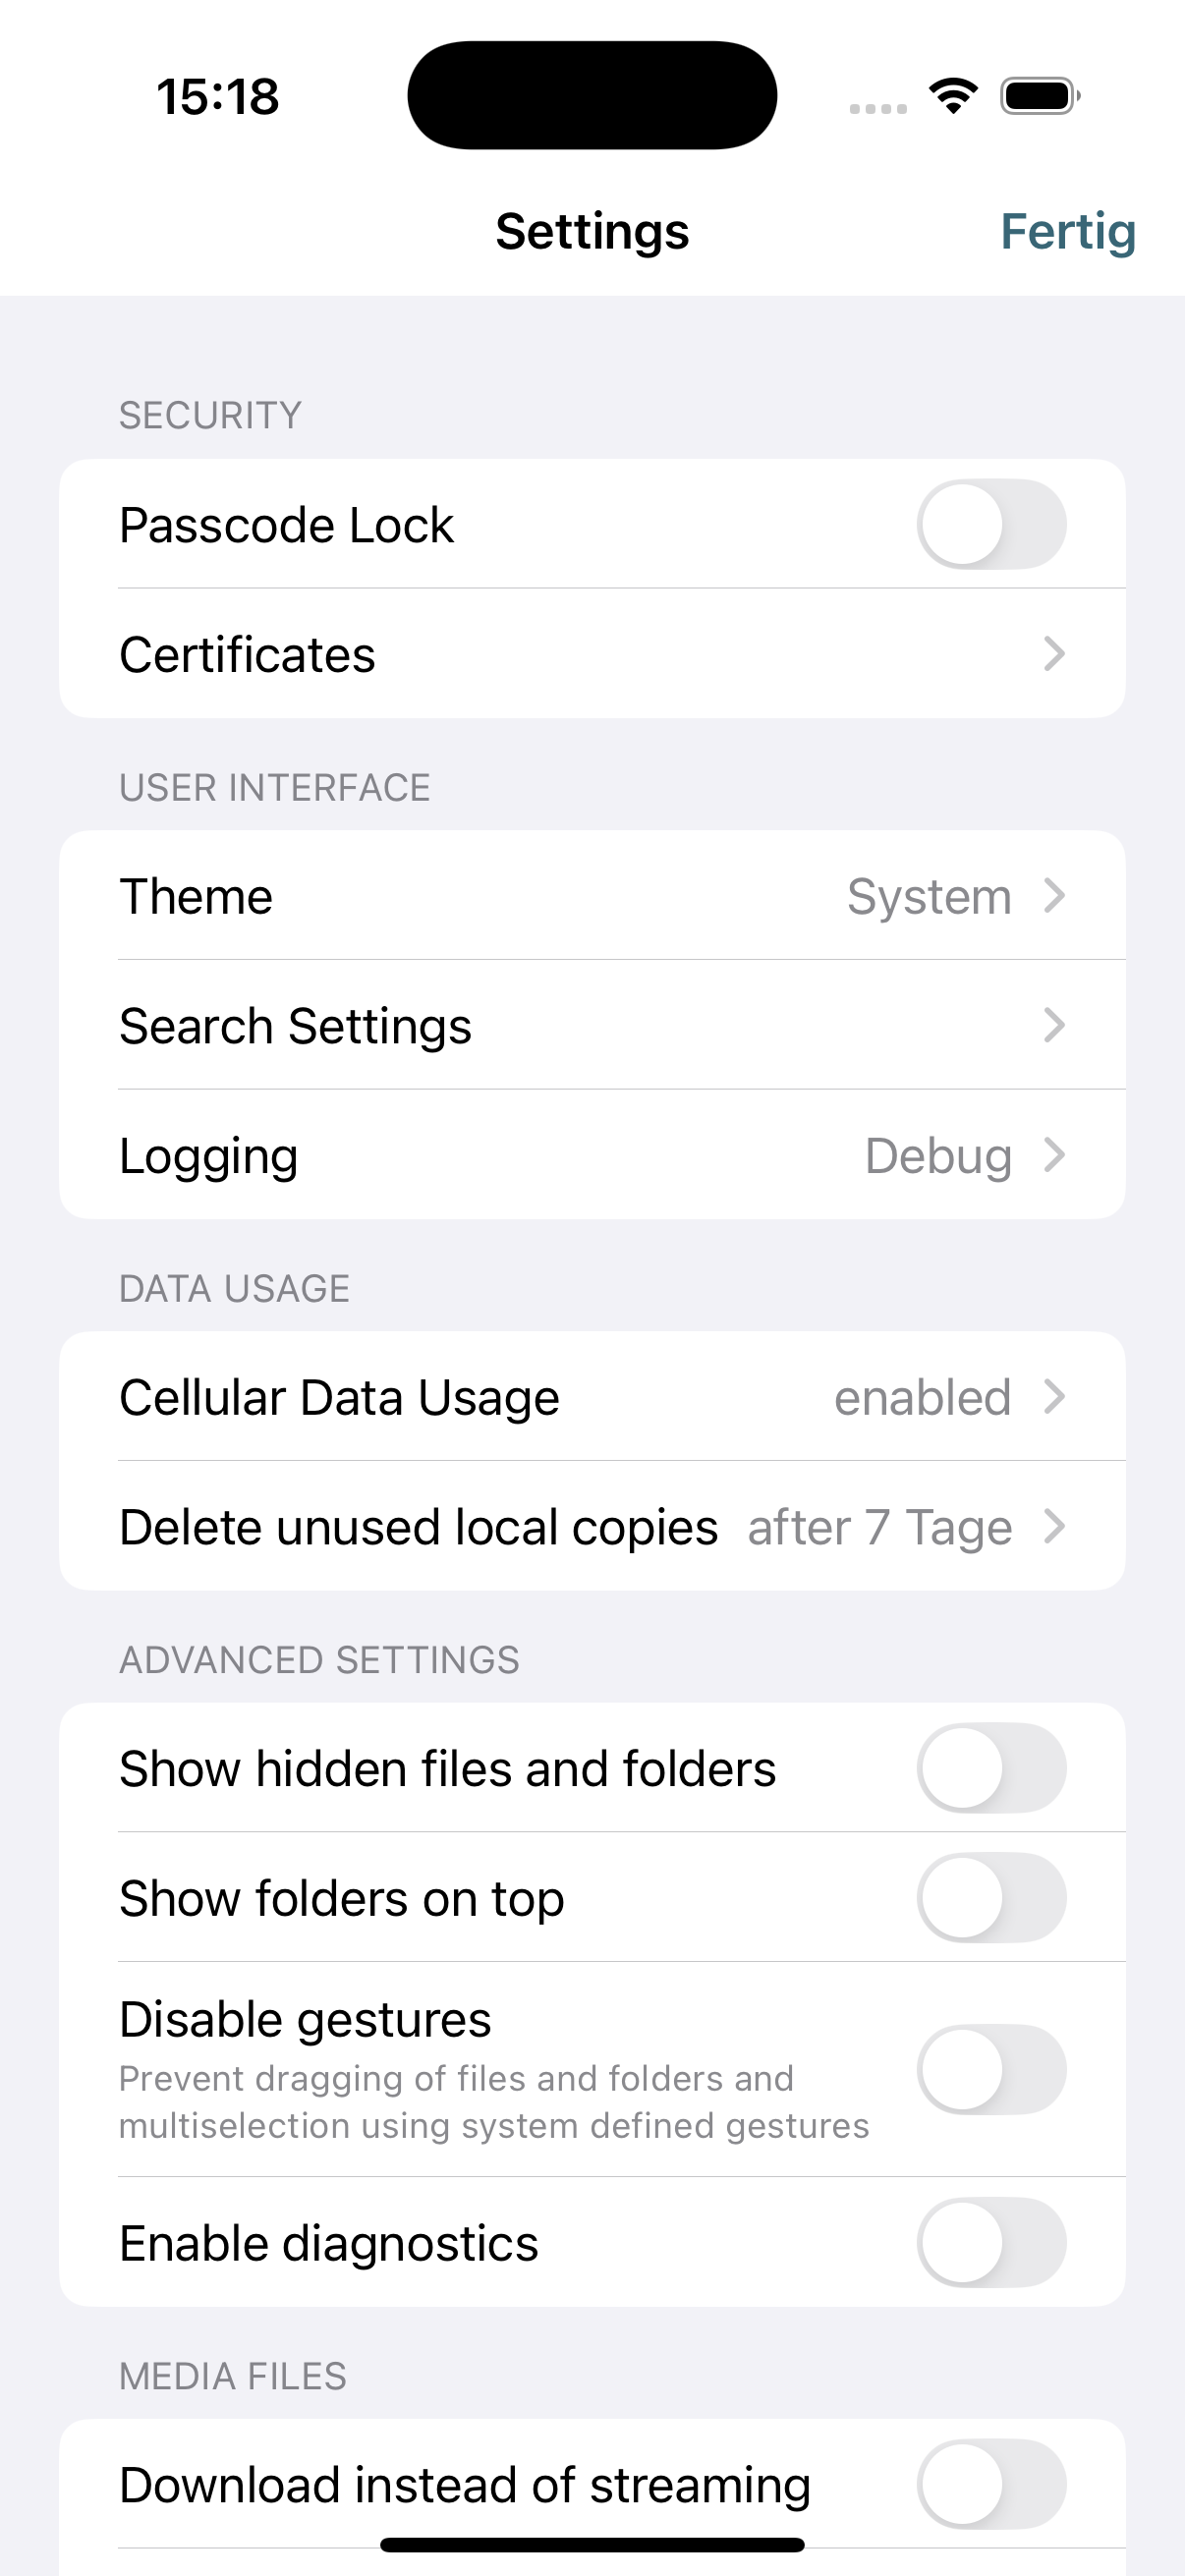 15:18
Settings
Fertig
SECURITY
Passcode Lock
Certificates
USER INTERFACE
Theme
System
Search Settings
Logging
Debug
DATA USAGE
Cellular Data Usage
enabled
Delete unused local copies
after 7 Tage
ADVANCED SETTINGS
Show hidden files and folders
Show folders on top
Disable gestures
Prevent dragging of files and folders and
multiselection using system defined gestures
Enable diagnostics
MEDIA FILES
Download instead of streaming